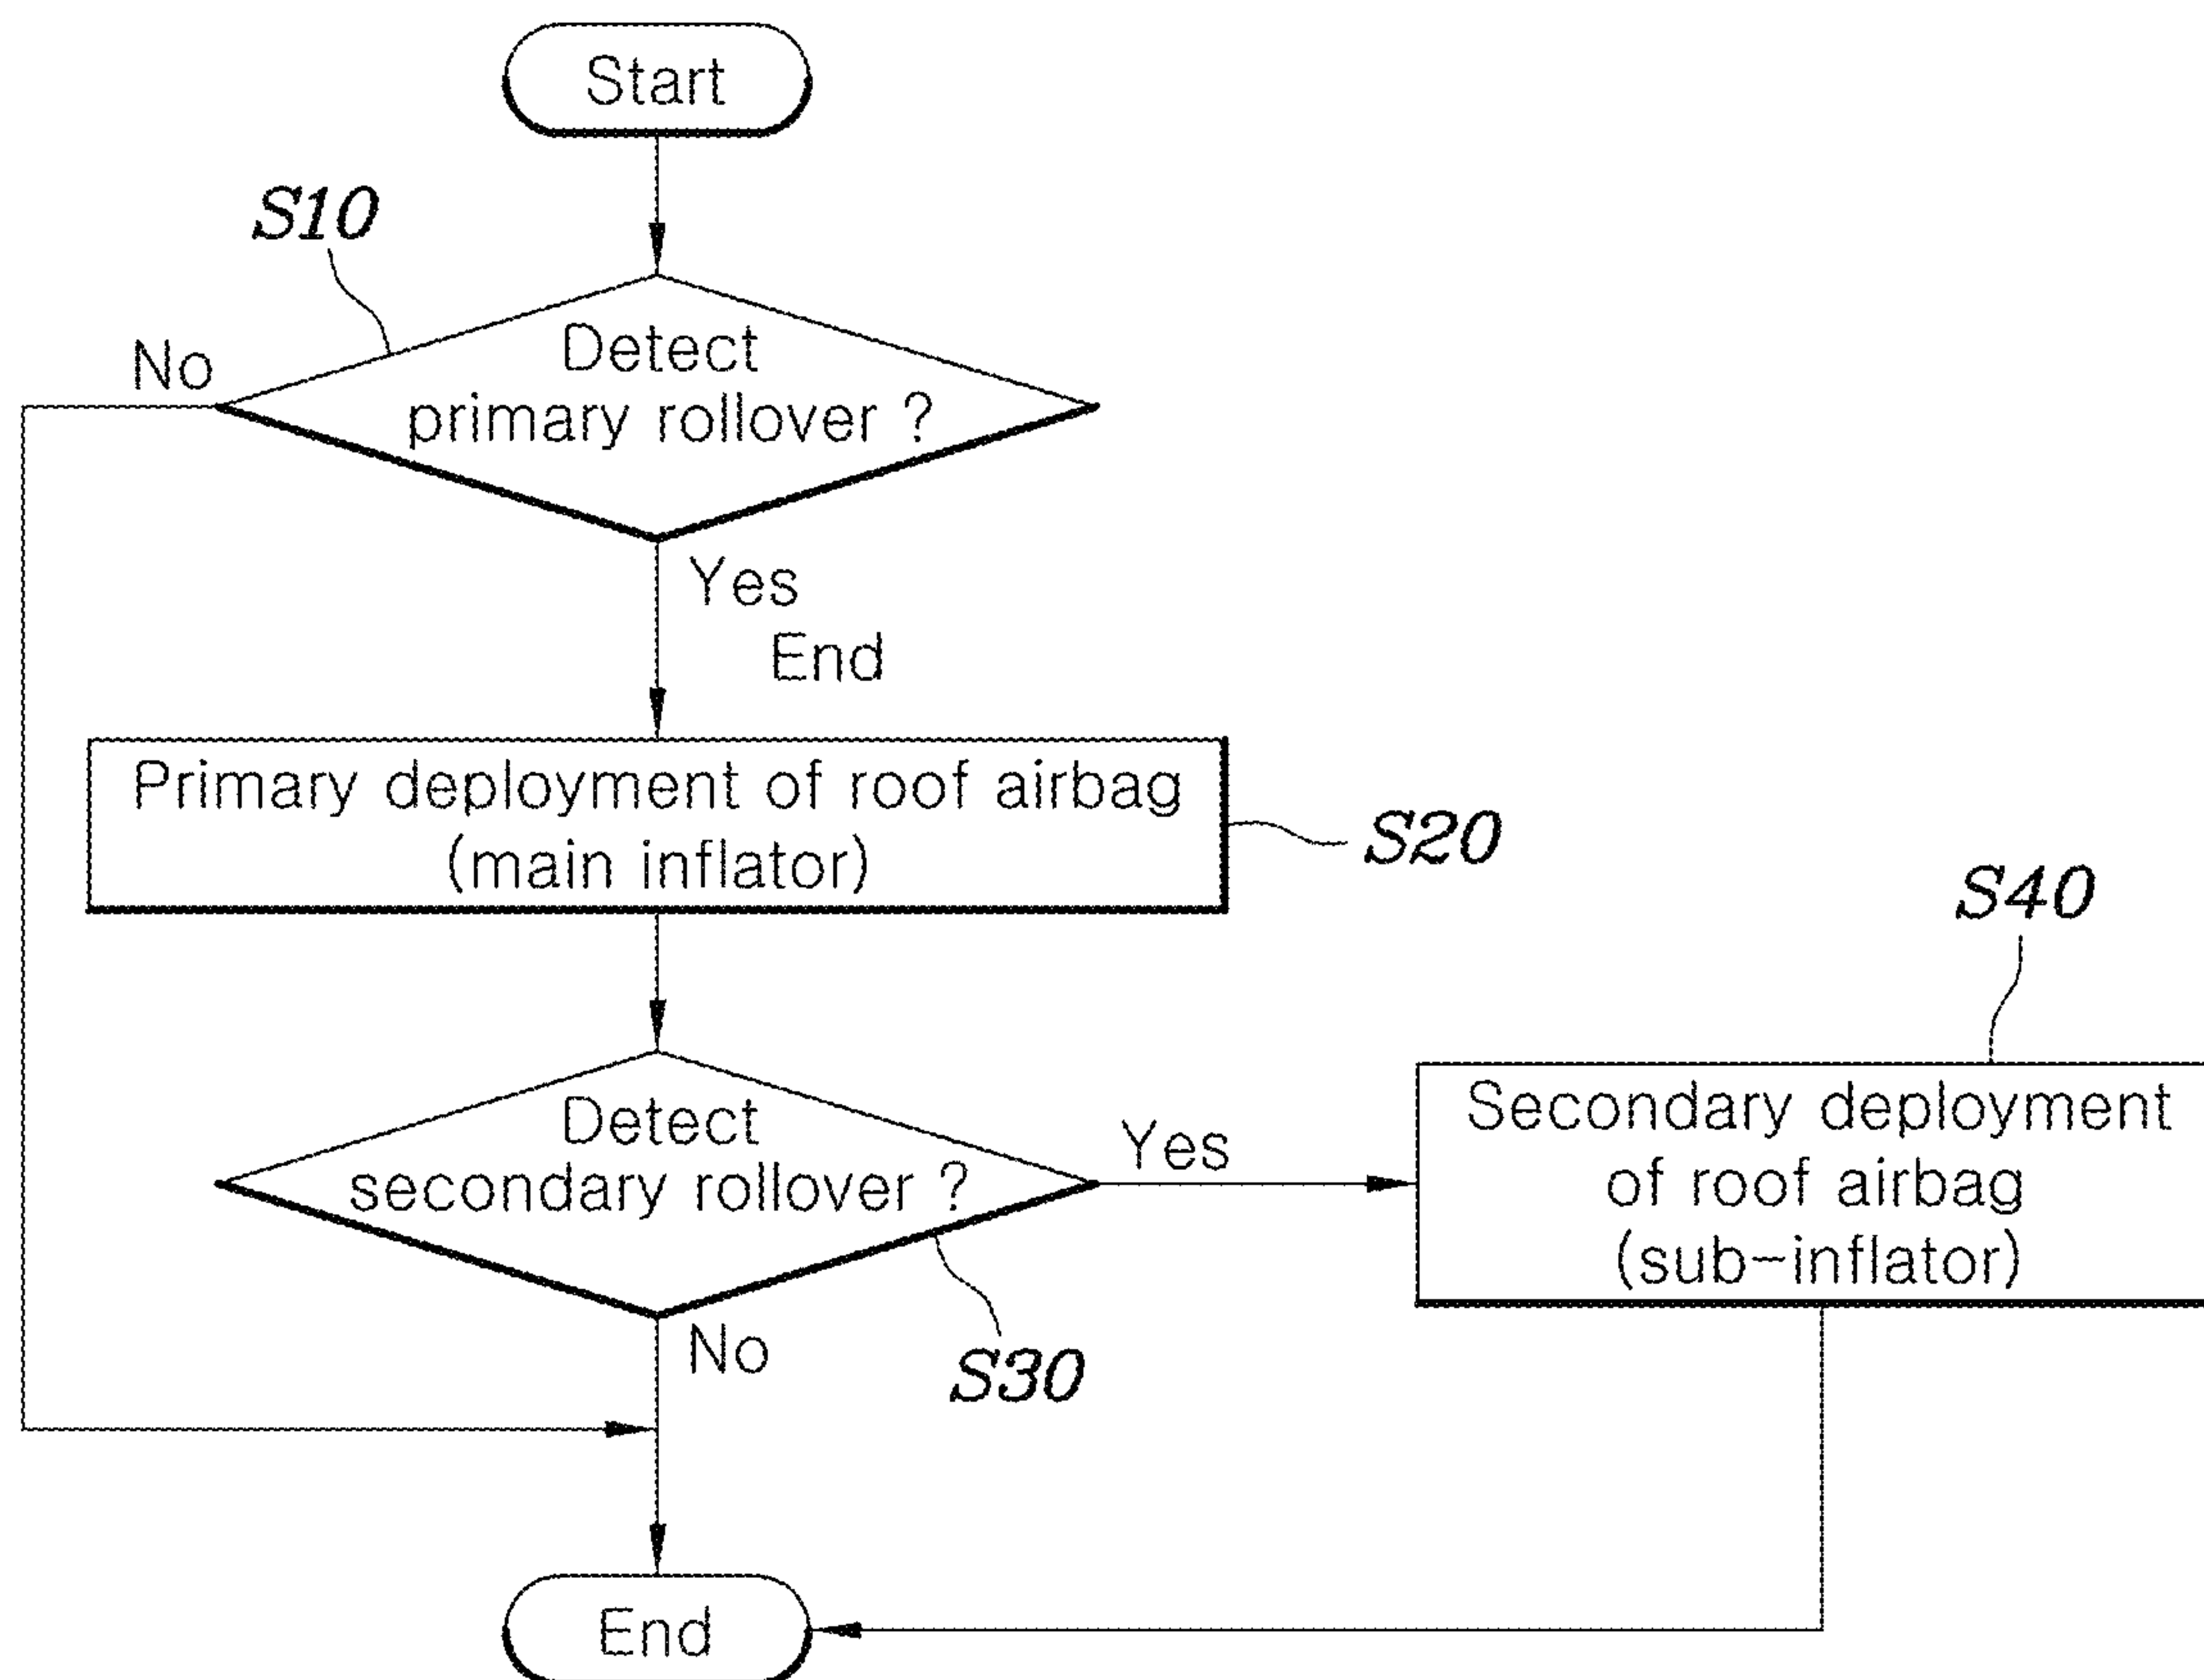 Start
S10
No
Detect
primary rollover ?
Yes
End
Primary deployment of roof airbag
(main inflator)
S20
S40
Detect
secondary rollover ?
Yes
Secondary deployment
of roof airbag
(sub-inflator)
No
S30
End